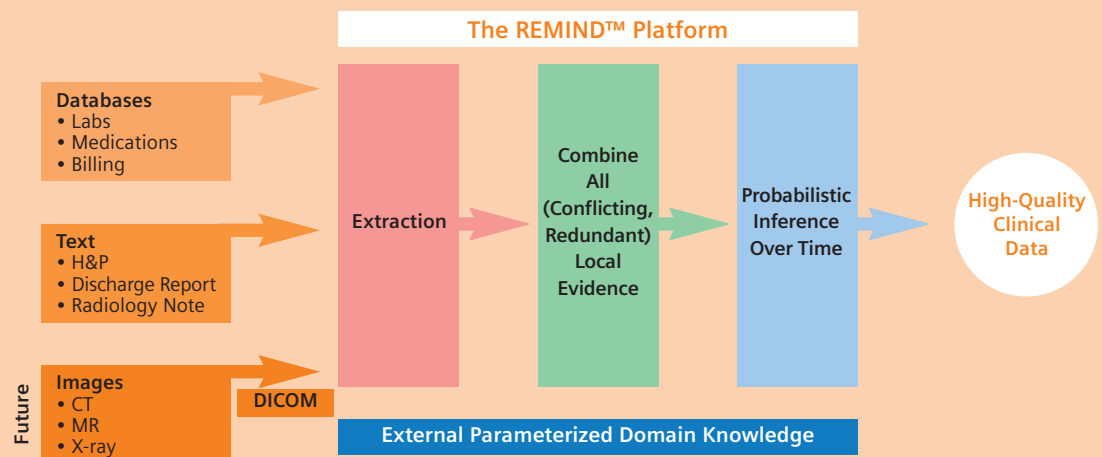 The REMIND™ Platform
Databases
• Labs
• Medications
• Billing
Text
• H&P
• Discharge Report
• Radiology Note
Future
Images
• CT
• MR
• X-ray
DICOM
Extraction
Combine
All
(Conflicting,
Redundant)
Local
Evidence
Probabilistic
Inference
Over Time
High-Quality
Clinical
Data
External Parameterized Domain Knowledge